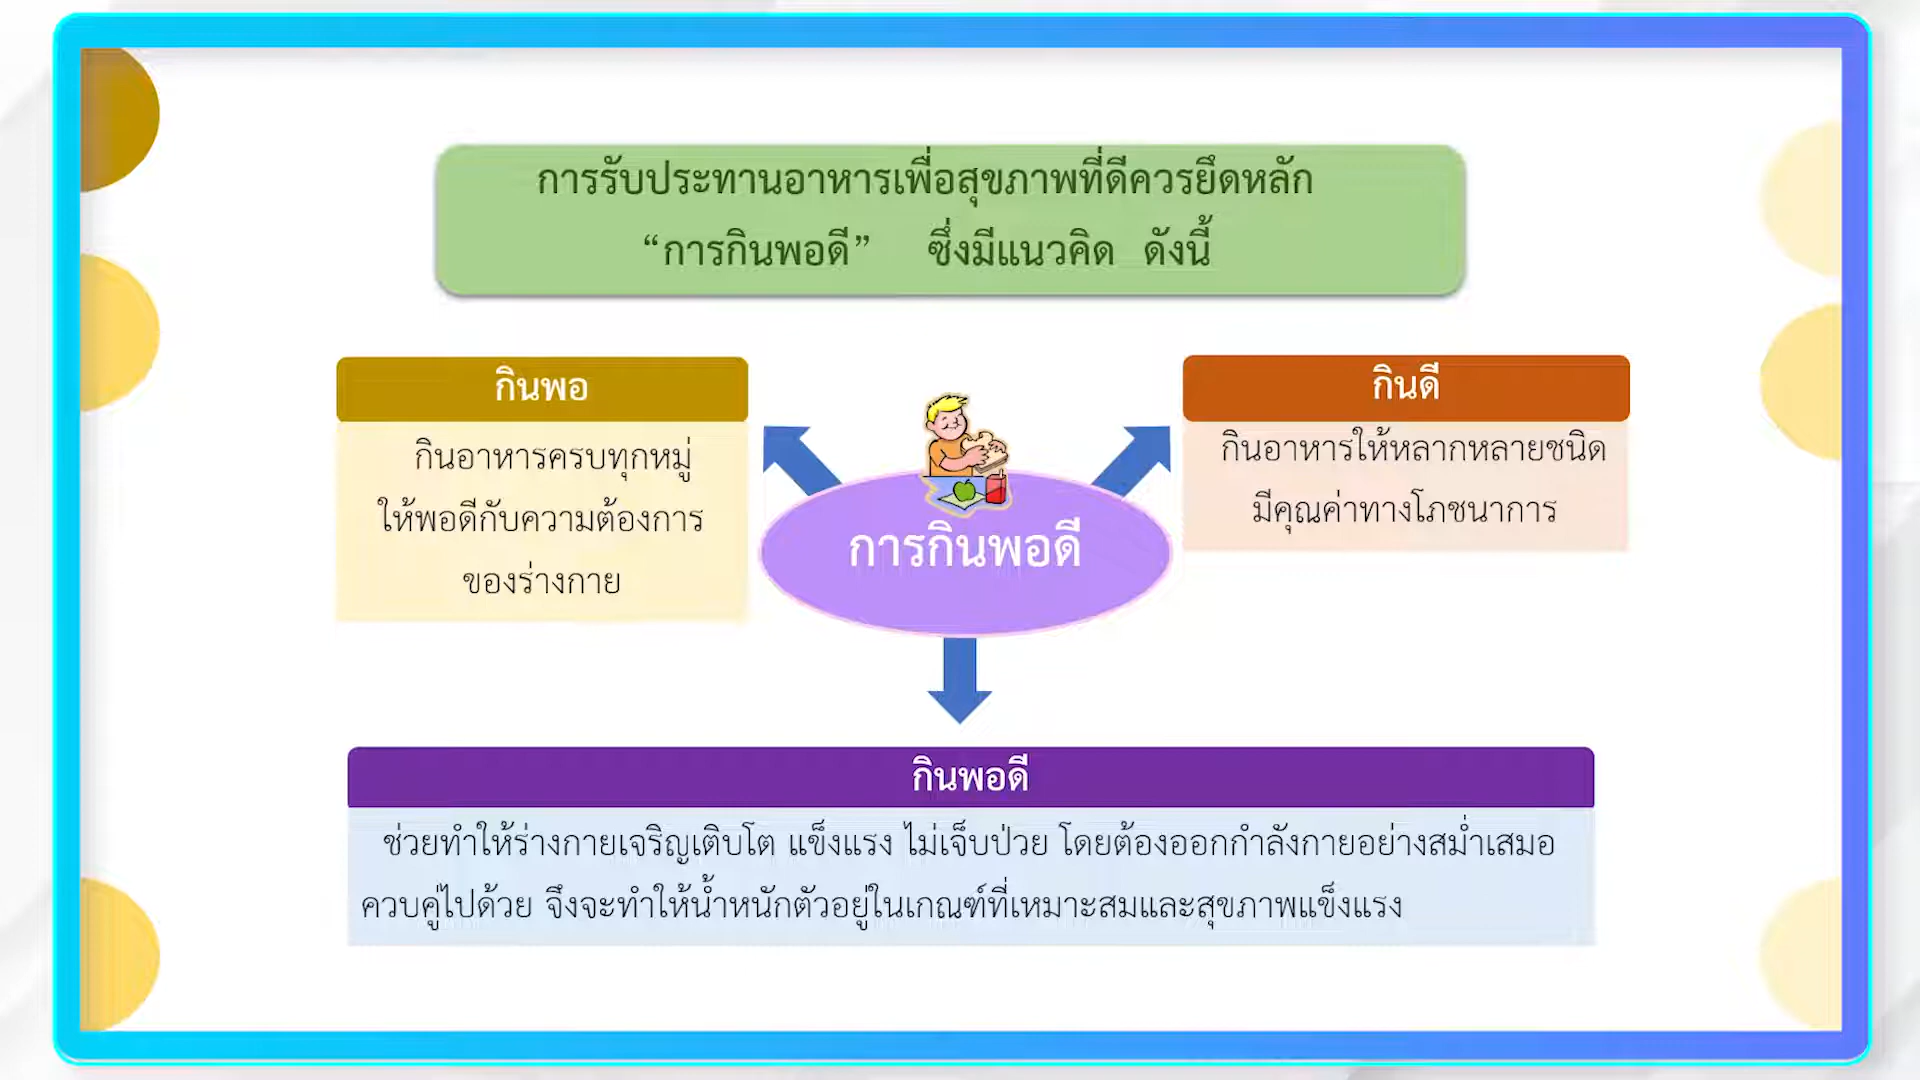 การรับประทานอาหารเพื่อสุขภาพที่ดีควรยึดหลัก
“การกินพอดี” ซึ่งมีแนวคิด ดังนี้
กินพอ
กินอาหารครบทุกหมู่
ให้พอดีกับความต้องการ
ของร่างกาย
กินดี
กินอาหารให้หลากหลายชนิด
มีคุณค่าทางโภชนาการ
การกินพอดี
กินพอดี
ช่วยทำให้ร่างกายเจริญเติบโต แข็งแรง ไม่เจ็บป่วย โดยต้องออกกำลังกายอย่างสม่ำเสมอ
ควบคู่ไปด้วย จึงจะทำให้น้ำหนักตัวอยู่ในเกณฑ์ที่เหมาะสมและสุขภาพแข็งแรง